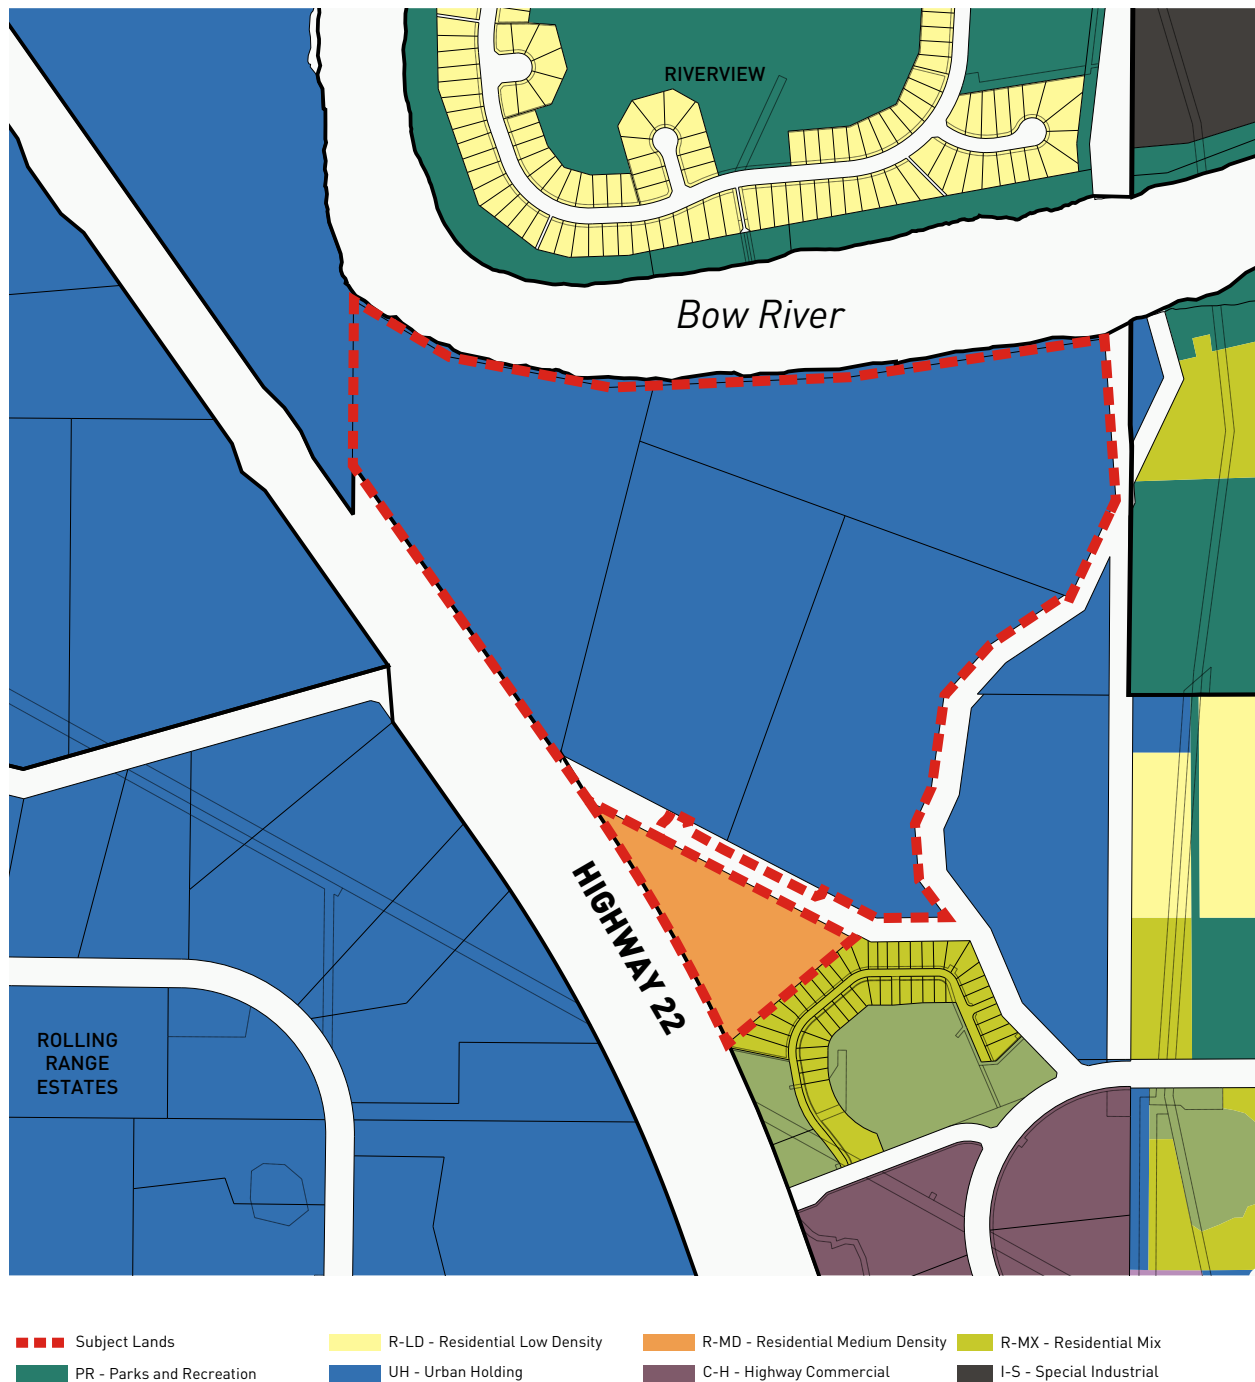 RIVERVIEW
Bow River
HIGHWAY 22
ROLLING
RANGE
ESTATES
Subject Lands
R-LD - Residential Low Density
R-MD - Residential Medium Density
R-MX - Residential Mix
PR - Parks and Recreation
UH - Urban Holding
C-H - Highway Commercial
I-S - Special Industrial